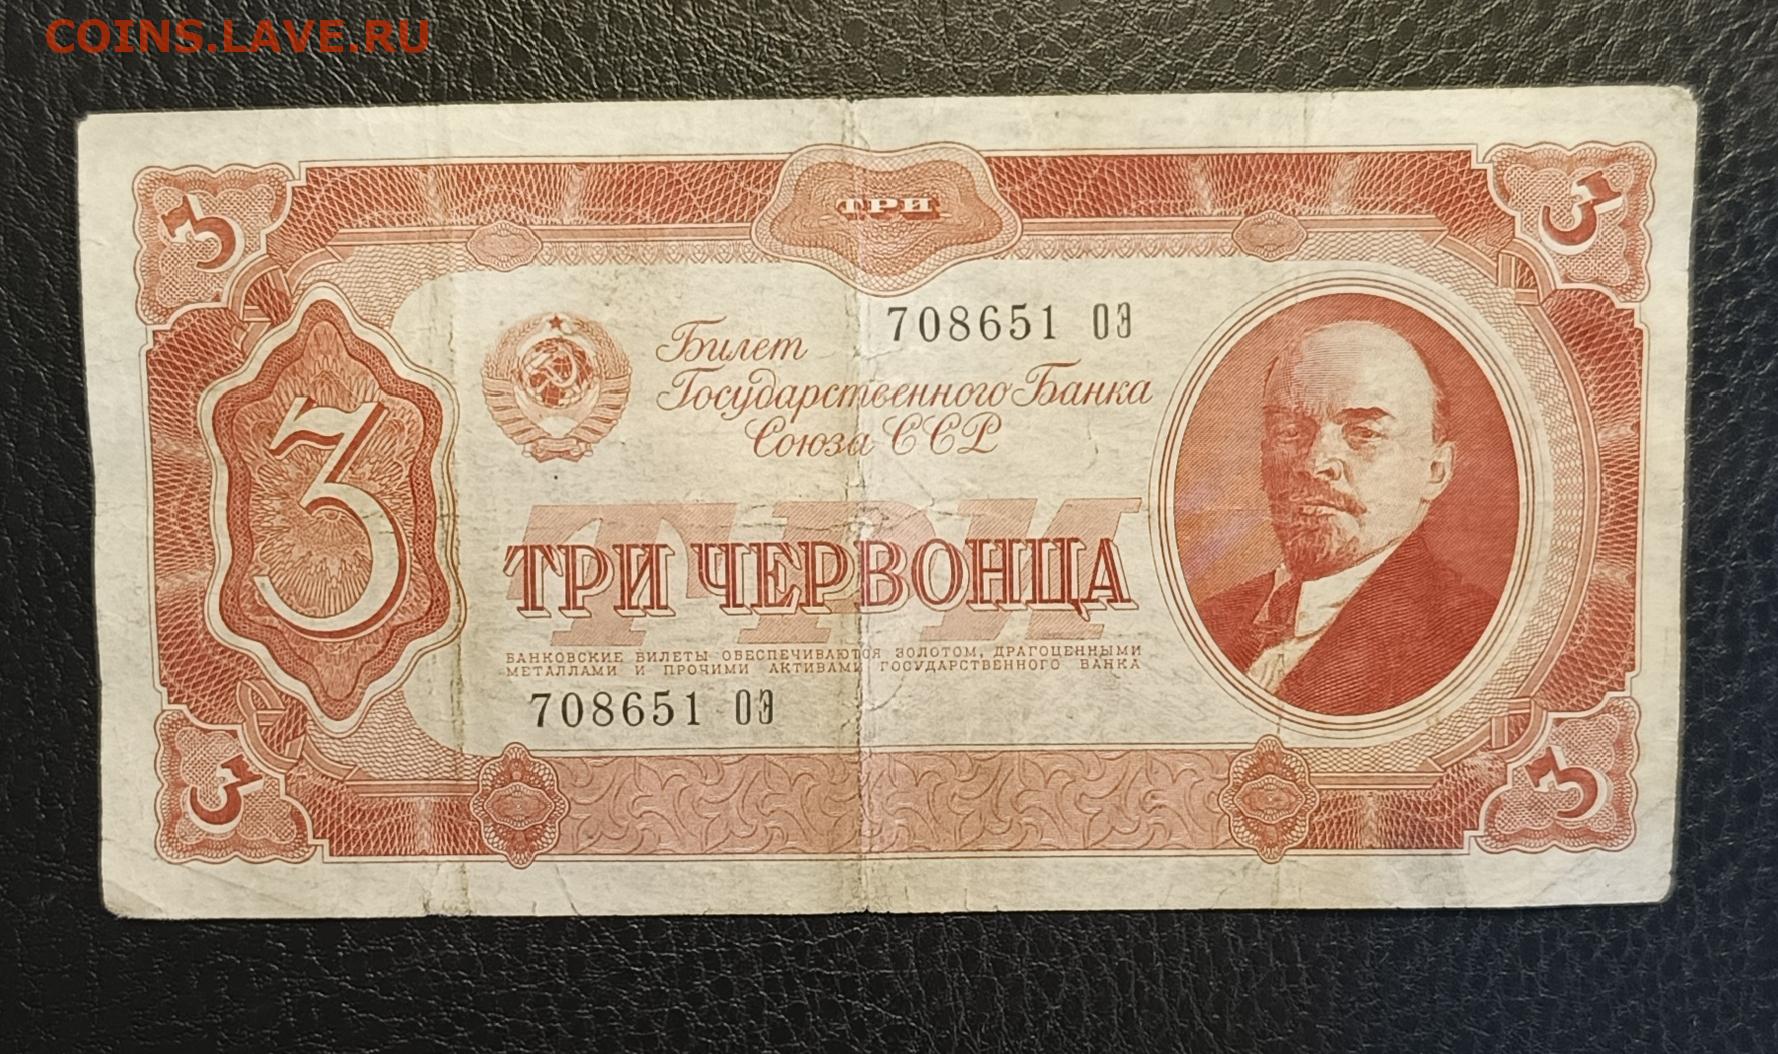 COINS.LAVE.RU
3 3
ТРИ
708651 ОЭ
Билет
Государственного Банка
Союза ССР
3
ТРИ
ТРИ ЧЕРВОНЦА
БАНКОВСКИЕ БИЛЕТЫ ОБЕСПЕЧИВАЮТСЯ ЗОЛОТОМ, ДРАГОЦЕННЫМИ
МЕТАЛЛАМИ И ПРОЧИМИ АКТИВАМИ ГОСУДАРСТВЕННОГО БАНКА
708651 ОЭ
3 3